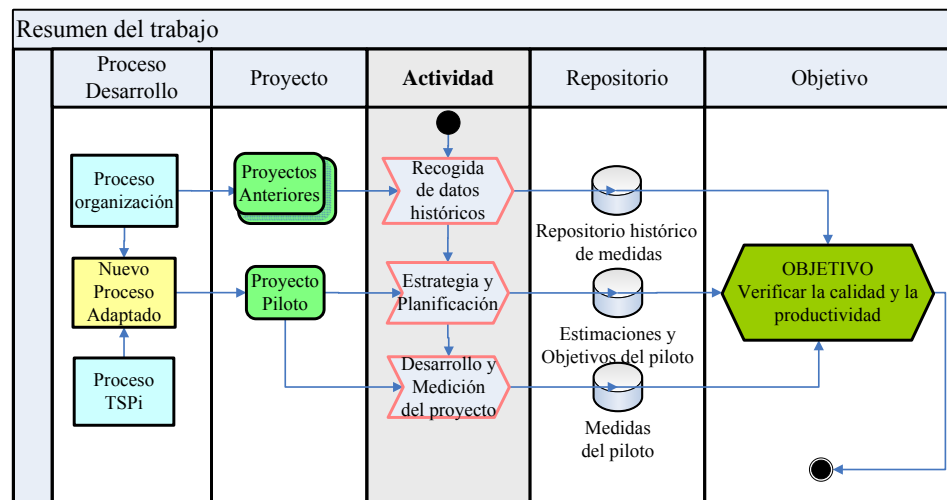 Resumen del trabajo
Proceso
Desarrollo
Proyecto
Actividad
Repositorio
Objetivo
Proceso
organización
Proyectos
Anteriores
Recogida
de datos
históricos
Repositorio histórico
de medidas
Nuevo
Proceso
Adaptado
Proyecto
Piloto
Estrategia y
Planificación
Estimaciones y
Objetivos del piloto
OBJETIVO
Verificar la calidad y la
productividad
Proceso
TSPi
Desarrollo y
Medición
del proyecto
Medidas
del piloto